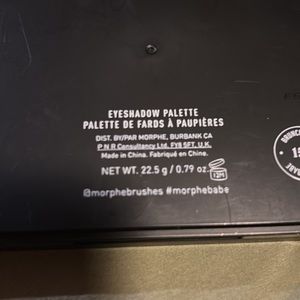 EYESHADOW PALETTE
PALETTE DE FARDS À PAUPIÈRES
DIST. BY/PAR MORPHE, BURBANK CA
P N R Consultancy Ltd. FY8 5FT, U.K.
Made in China. Fabriqué en Chine.
NET WT. 22.5 g / 0.79 oz.
12M
@morphebrushes #morphebabe